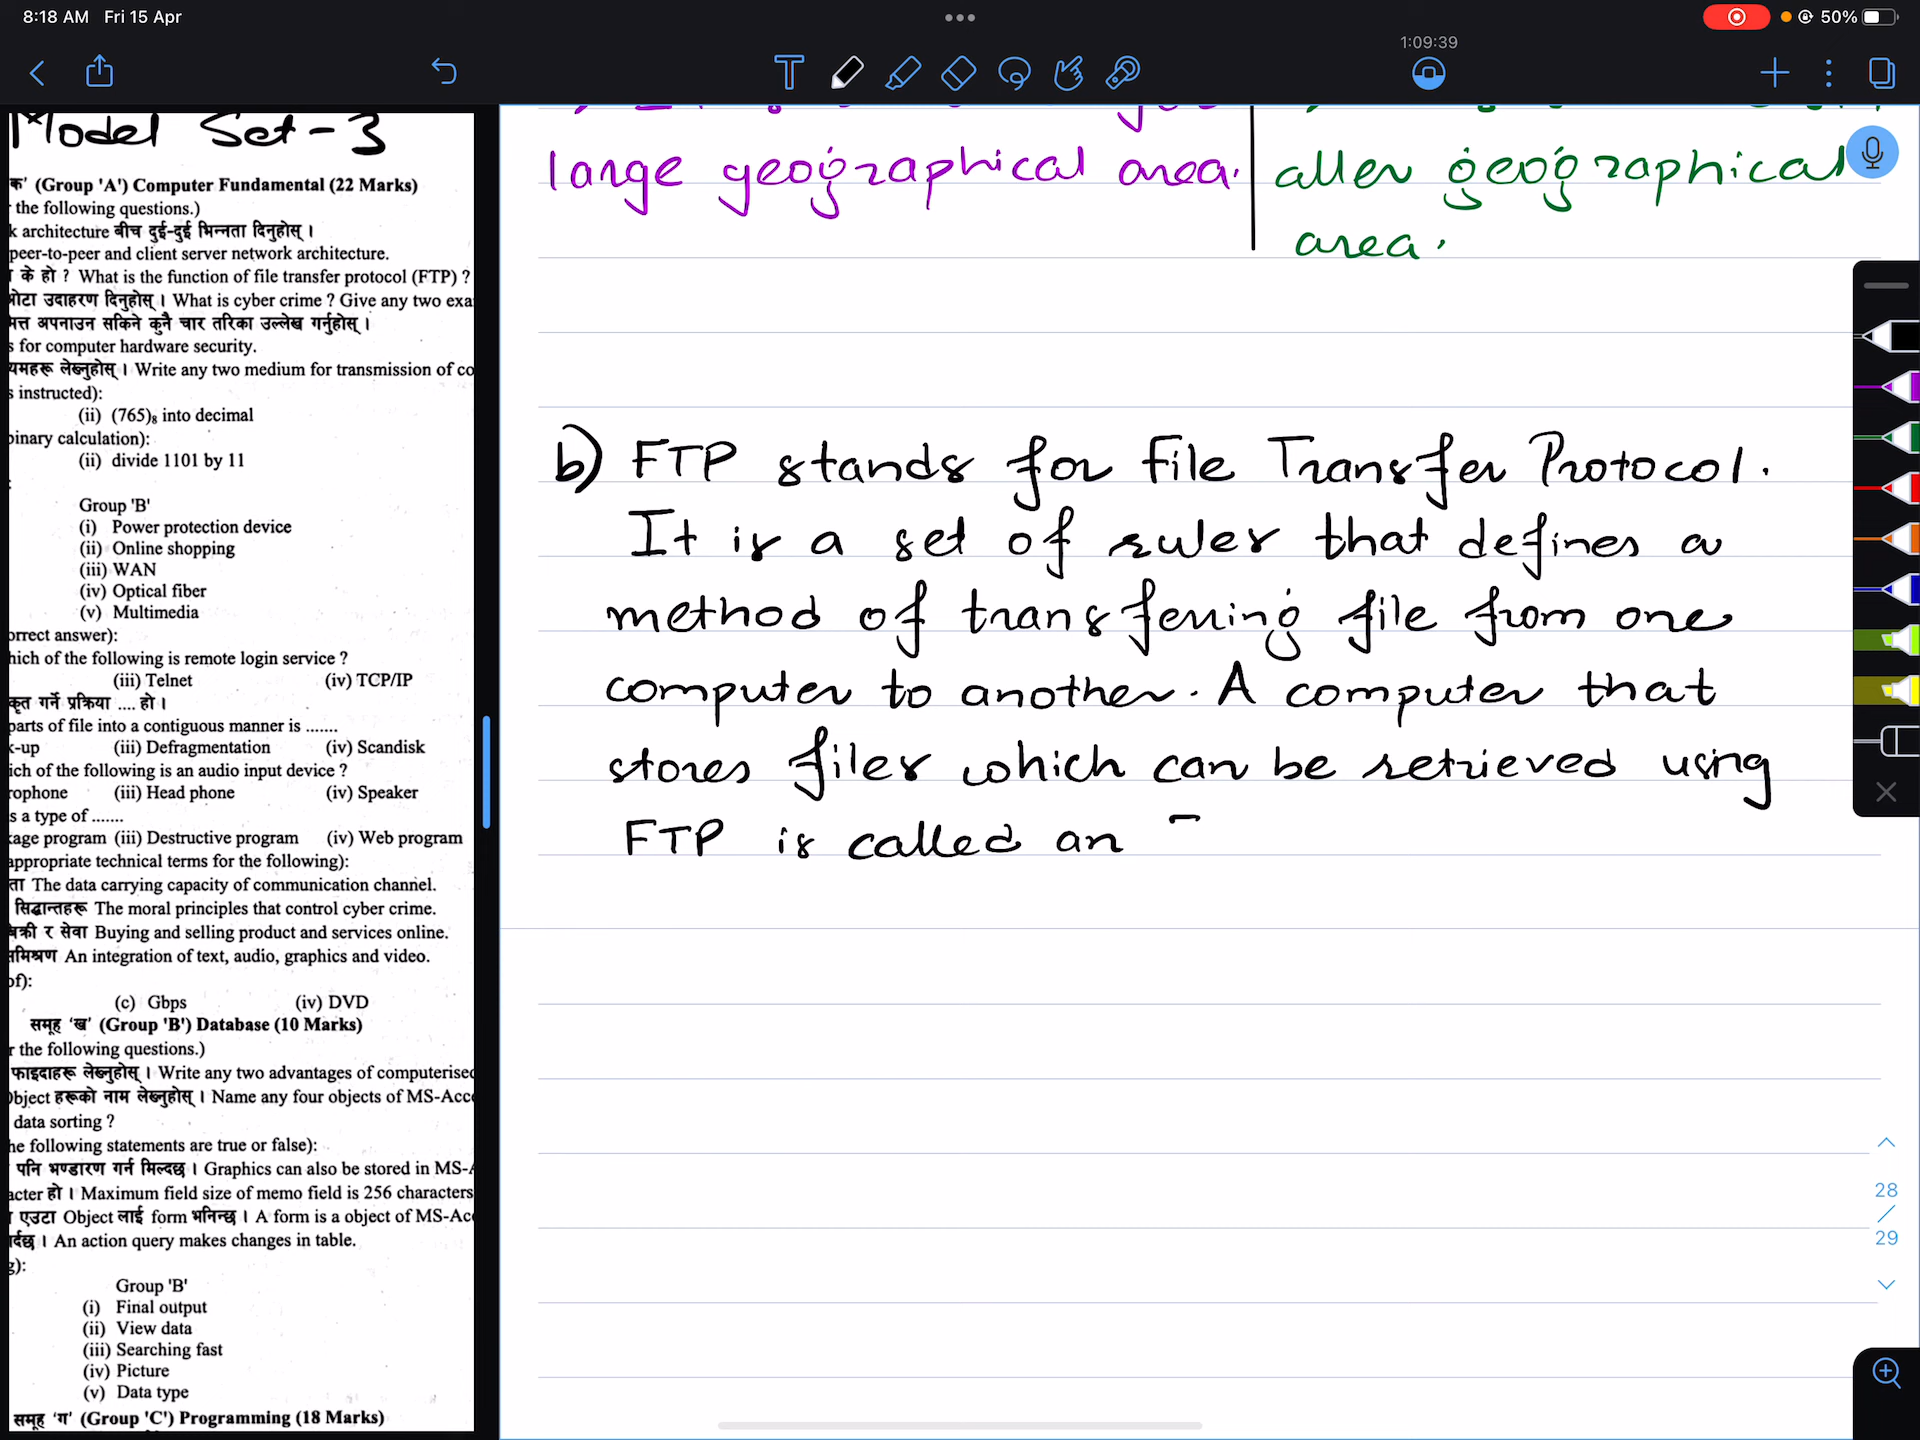 8:18 AM Fri 15 Apr
50%
1:09:39
Model Set-3
क' (Group 'A') Computer Fundamental (22 Marks)
the following questions.)
architecture बीच दुई-दुई भिन्नता दिनुहोस् ।
peer-to-peer and client server network architecture.
के हो ? What is the function of file transfer protocol (FTP) ?
उदाहरण दिनुहोस् । What is cyber crime ? Give any two
अपनाउन सकिने कुनै चार तरिका उल्लेख गर्नुहोस् ।
for computer hardware security.
लेख्नुहोस् । Write any two medium for transmission of
instructed):
(ii) (765)₈ into decimal
binary calculation):
(ii) divide 1101 by 11
Group 'B'
(i) Power protection device
(ii) Online shopping
(iii) WAN
(iv) Optical fiber
(v) Multimedia
answer):
of the following is remote login service ?
(iii) Telnet (iv) TCP/IP
गर्ने प्रक्रिया .... हो ।
parts of file into a contiguous manner is .......
-up (iii) Defragmentation (iv) Scandisk
of the following is an audio input device ?
(iii) Head phone (iv) Speaker
a type of .......
program (iii) Destructive program (iv) Web program
appropriate technical terms for the following):
The data carrying capacity of communication channel.
सिद्धान्तहरू The moral principles that control cyber crime.
र सेवा Buying and selling product and services online.
An integration of text, audio, graphics and video.
of):
(c) Gbps (iv) DVD
समूह 'ख' (Group 'B') Database (10 Marks)
the following questions.)
फाइदाहरू लेख्नुहोस् । Write any two advantages of
Object हरूको नाम लेख्नुहोस् । Name any four objects of
data sorting ?
the following statements are true or false):
पनि भण्डारण गर्न मिल्दछ । Graphics can also be stored in
हो । Maximum field size of memo field is 256 characters
एउटा Object लाई form भनिन्छ । A form is a object of
। An action query makes changes in table.
Group 'B'
(i) Final output
(ii) View data
(iii) Searching fast
(iv) Picture
(v) Data type
समूह 'ग' (Group 'C') Programming (18 Marks)
large geographical area.
aller geographical
area.
b) FTP stands for File Transfer Protocol.
It is a set of rules that defines a
method of transferring file from one
computer to another. A computer that
stores files which can be retrieved using
FTP is called an
28
/
29